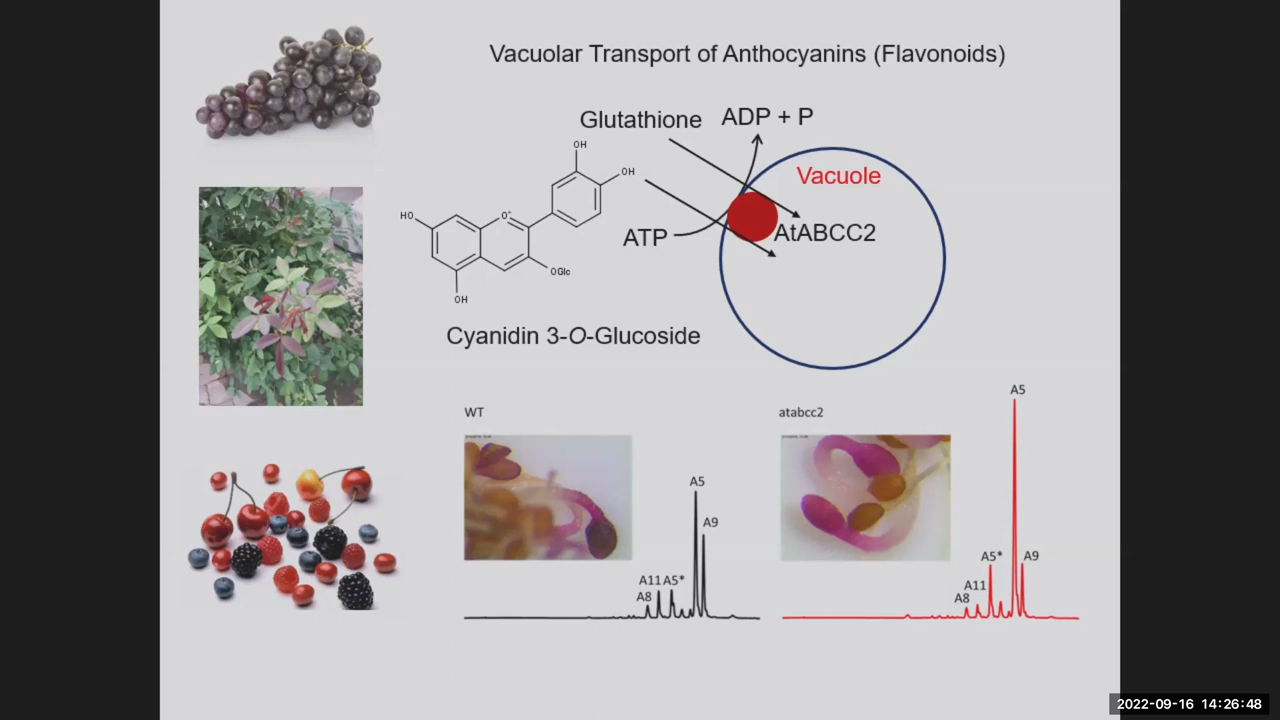 Vacuolar Transport of Anthocyanins (Flavonoids)
Glutathione
ADP + P
OH
OH
Vacuole
HO
O⁺
ATP
AtABCC2
OGlc
OH
Cyanidin 3-O-Glucoside
WT
A5
A9
A11 A5*
A8
atabcc2
A5
A5*
A9
A11
A8
2022-09-16 14:26:48